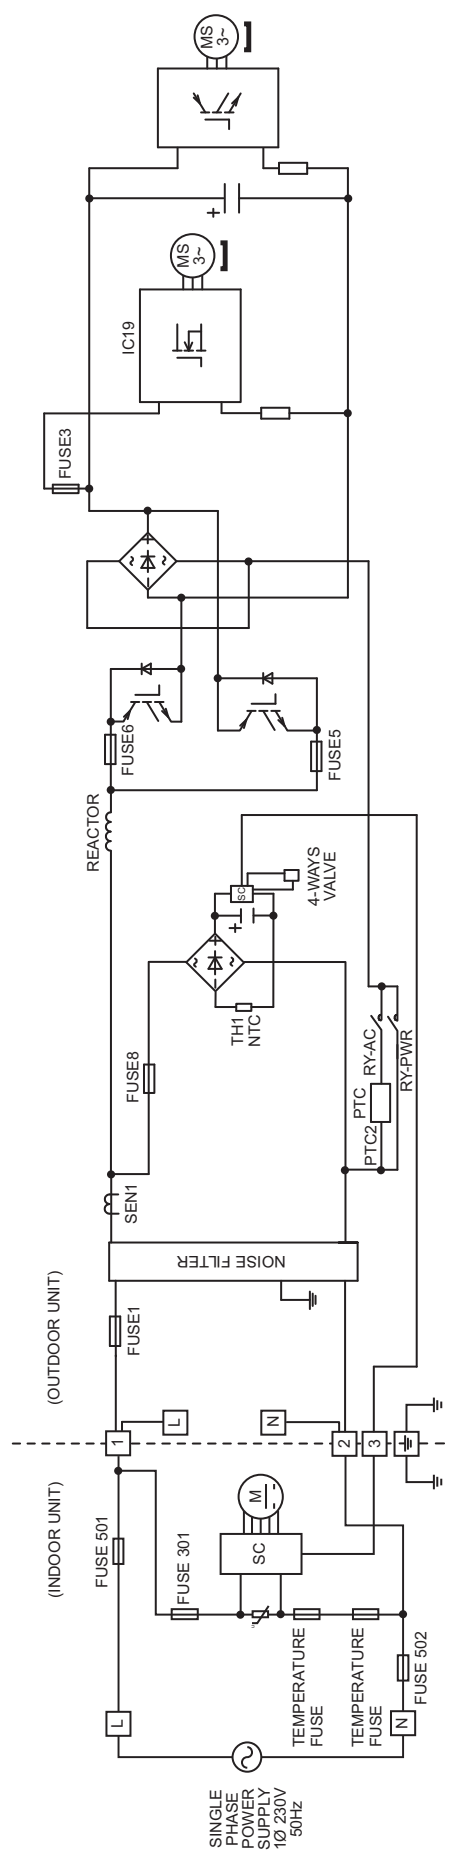 SINGLE
PHASE
POWER
SUPPLY
1Ø 230V
50Hz
L
N
(INDOOR UNIT)
FUSE 501
FUSE 301
SC
M
TEMPERATURE
FUSE
TEMPERATURE
FUSE
FUSE 502
(OUTDOOR UNIT)
1
L
N
2
3
FUSE1
NOISE FILTER
SEN1
FUSE8
TH1
NTC
+
SC
4-WAYS
VALVE
PTC2
PTC
RY-AC
RY-PWR
REACTOR
FUSE6
FUSE5
~
+
~
FUSE3
IC19
MS
3~
+
MS
3~